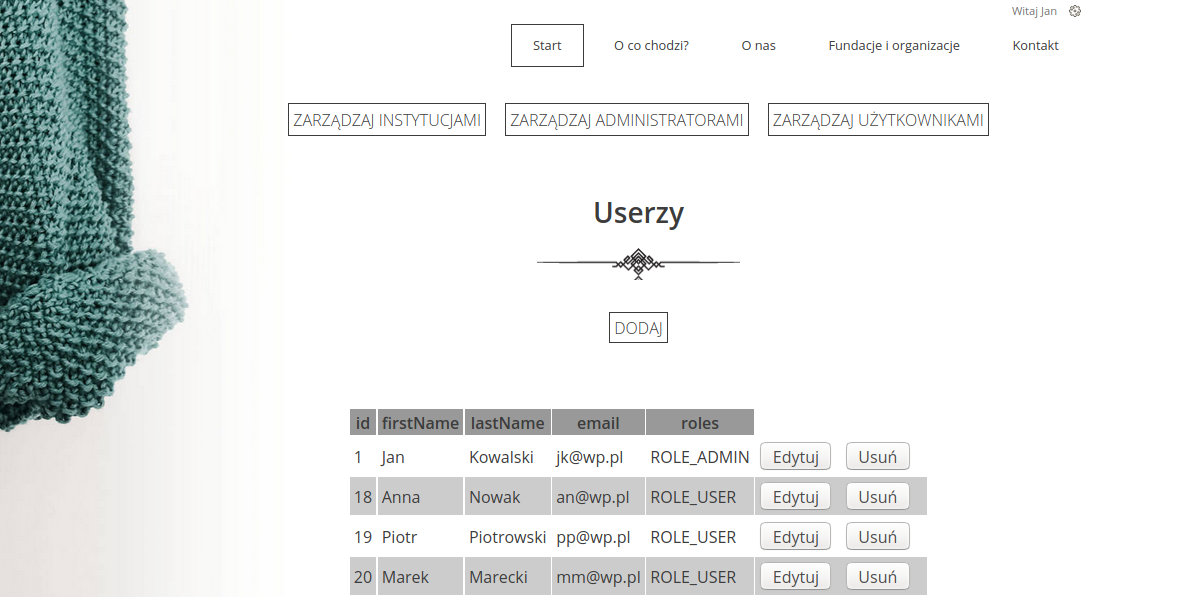 Witaj Jan
Start O co chodzi? O nas Fundacje i organizacje Kontakt
ZARZĄDZAJ INSTYTUCJAMI ZARZĄDZAJ ADMINISTRATORAMI ZARZĄDZAJ UŻYTKOWNIKAMI
Userzy
DODAJ
id firstName lastName email roles
1 Jan Kowalski jk@wp.pl ROLE_ADMIN Edytuj Usuń
18 Anna Nowak an@wp.pl ROLE_USER Edytuj Usuń
19 Piotr Piotrowski pp@wp.pl ROLE_USER Edytuj Usuń
20 Marek Marecki mm@wp.pl ROLE_USER Edytuj Usuń